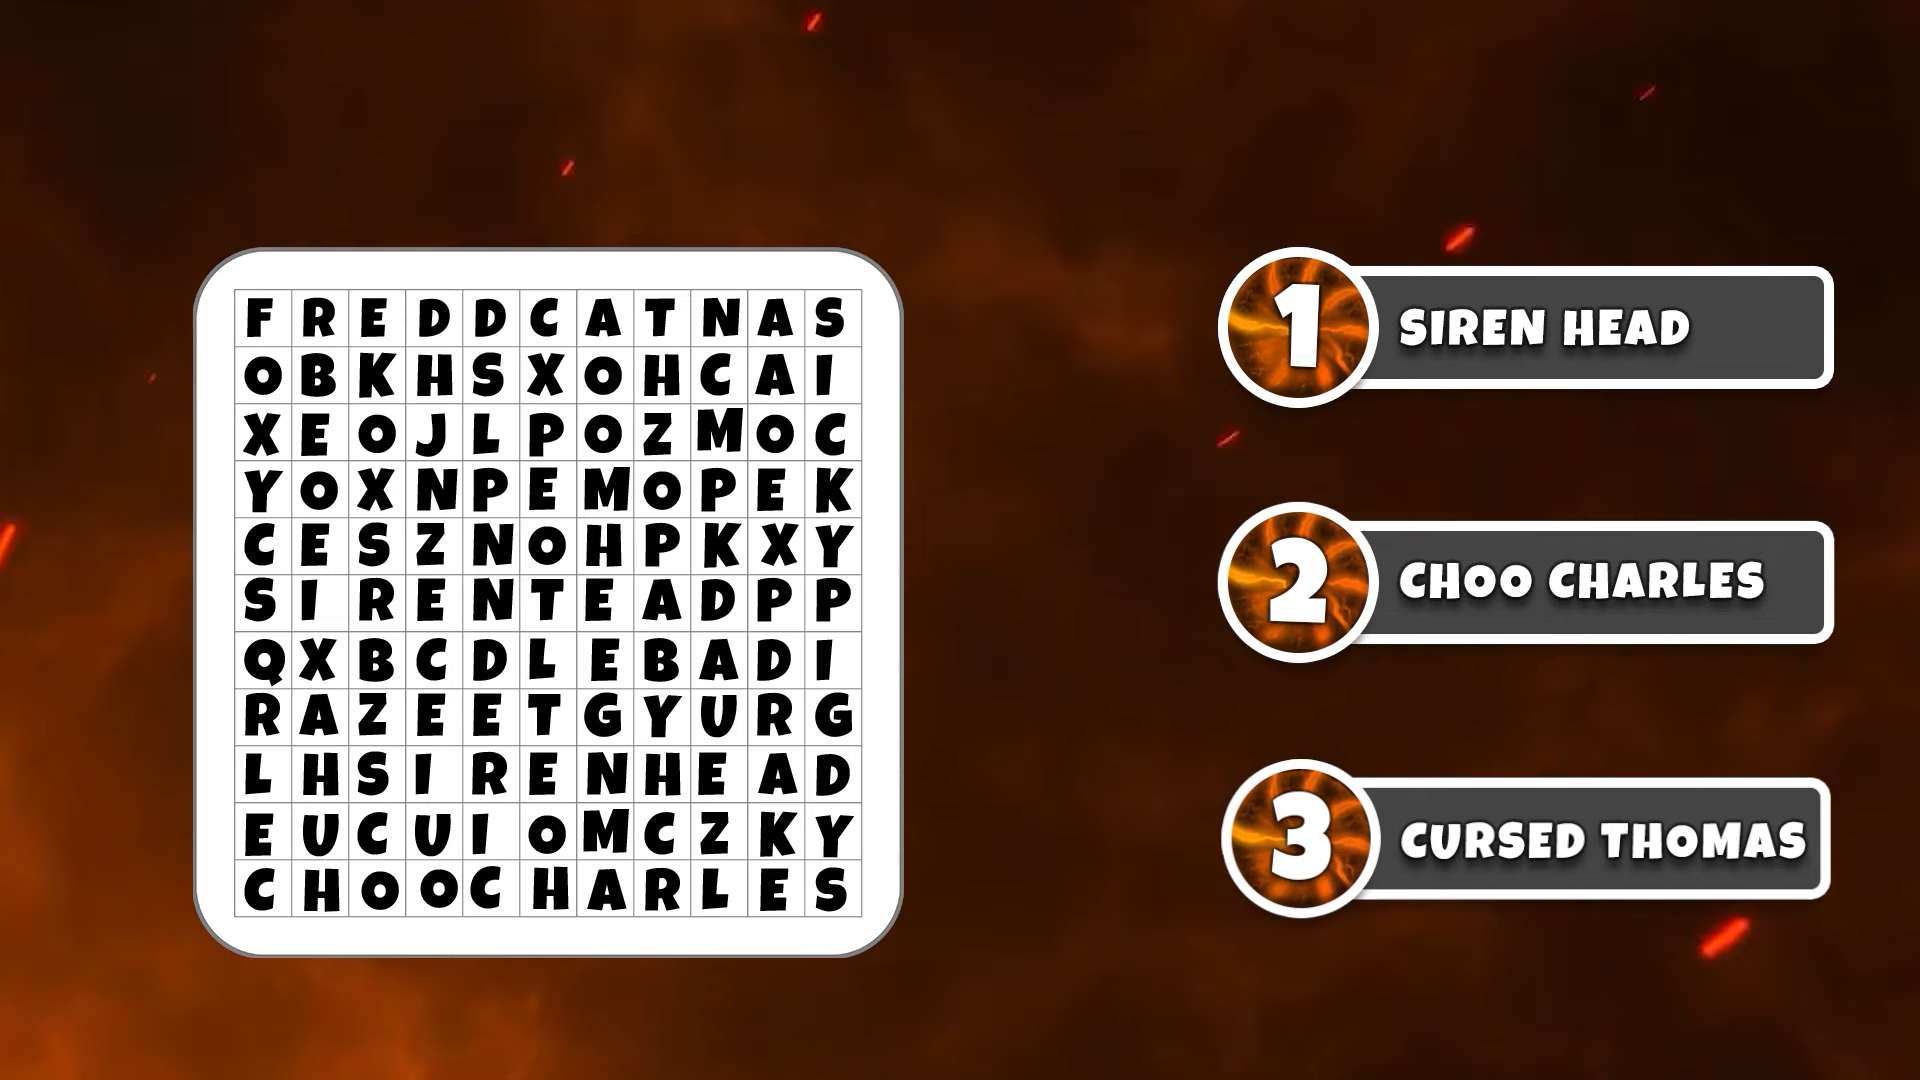 F R E D D C A T N A S
O B K H S X O H C A I
X E O J L P O Z M O C
Y O X N P E M O P E K
C E S Z N O H P K X Y
S I R E N T E A D P P
Q X B C D L E B A D I
R A Z E E T G Y U R G
L H S I R E N H E A D
E U C U I O M C Z K Y
C H O O C H A R L E S
1 SIREN HEAD
2 CHOO CHARLES
3 CURSED THOMAS